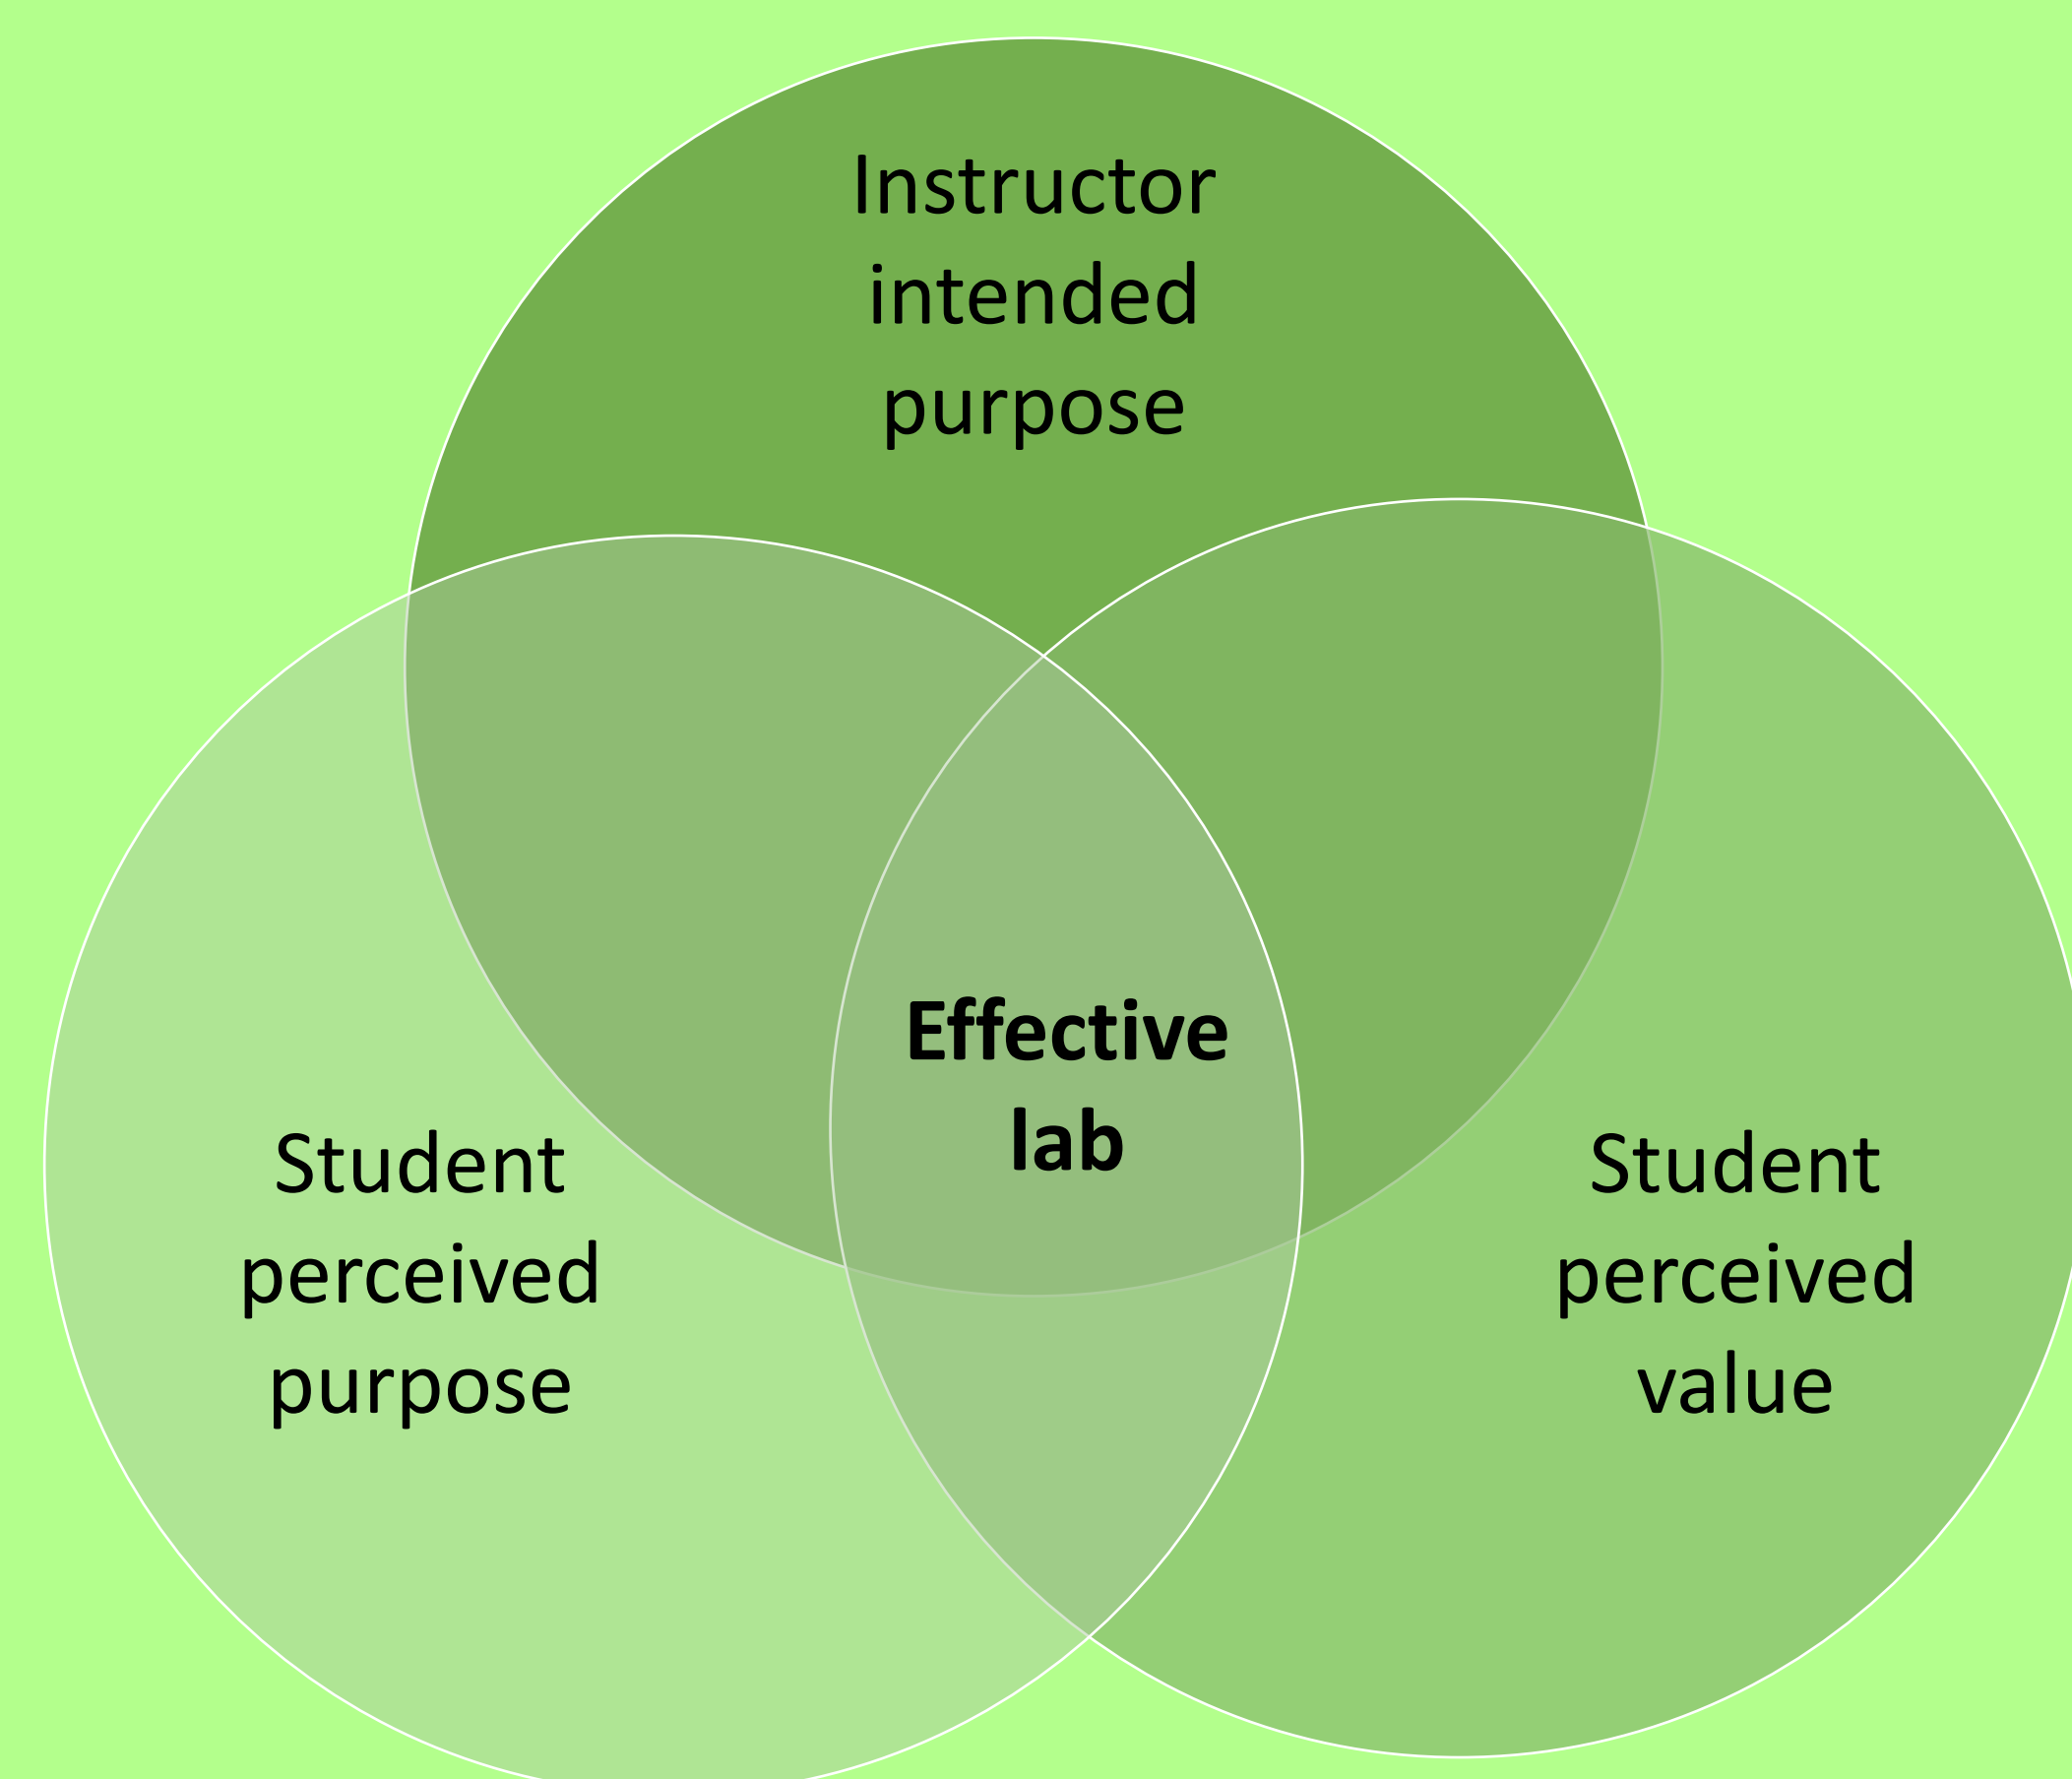 Instructor
intended
purpose
Effective
lab
Student
perceived
purpose
Student
perceived
value